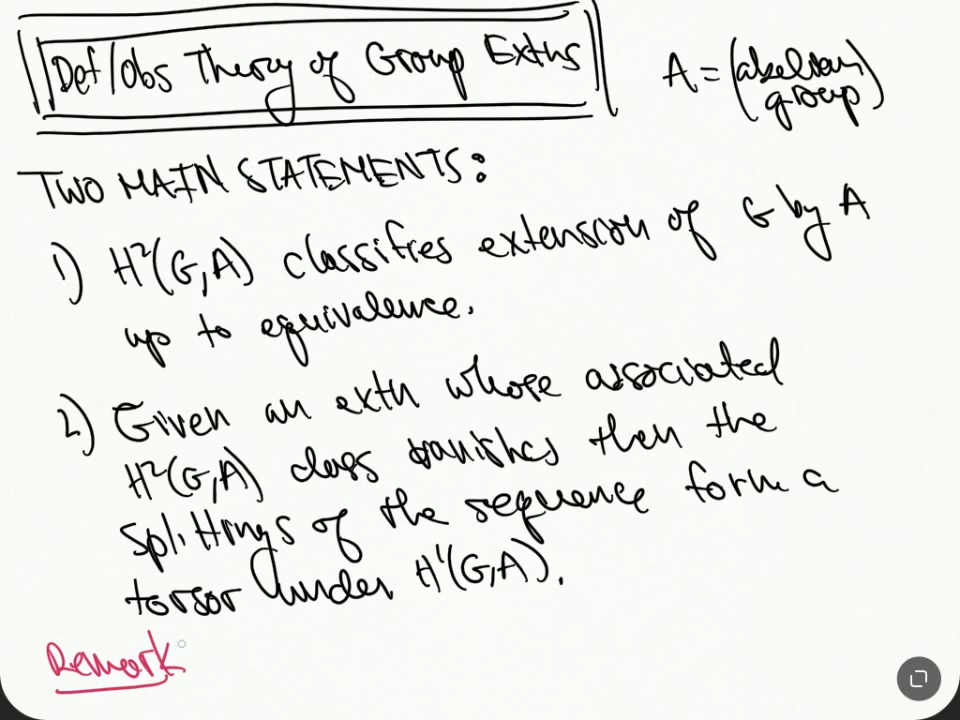 Def/Obs Theory of Group Extns
A = (abelian group)
TWO MAIN STATEMENTS:
1) H²(G,A) classifies extension of G by A
up to equivalence.
2) Given an extn whose associated
H²(G,A) class vanishes then the
splittings of the sequence form a
torsor under H¹(G,A).
Remark